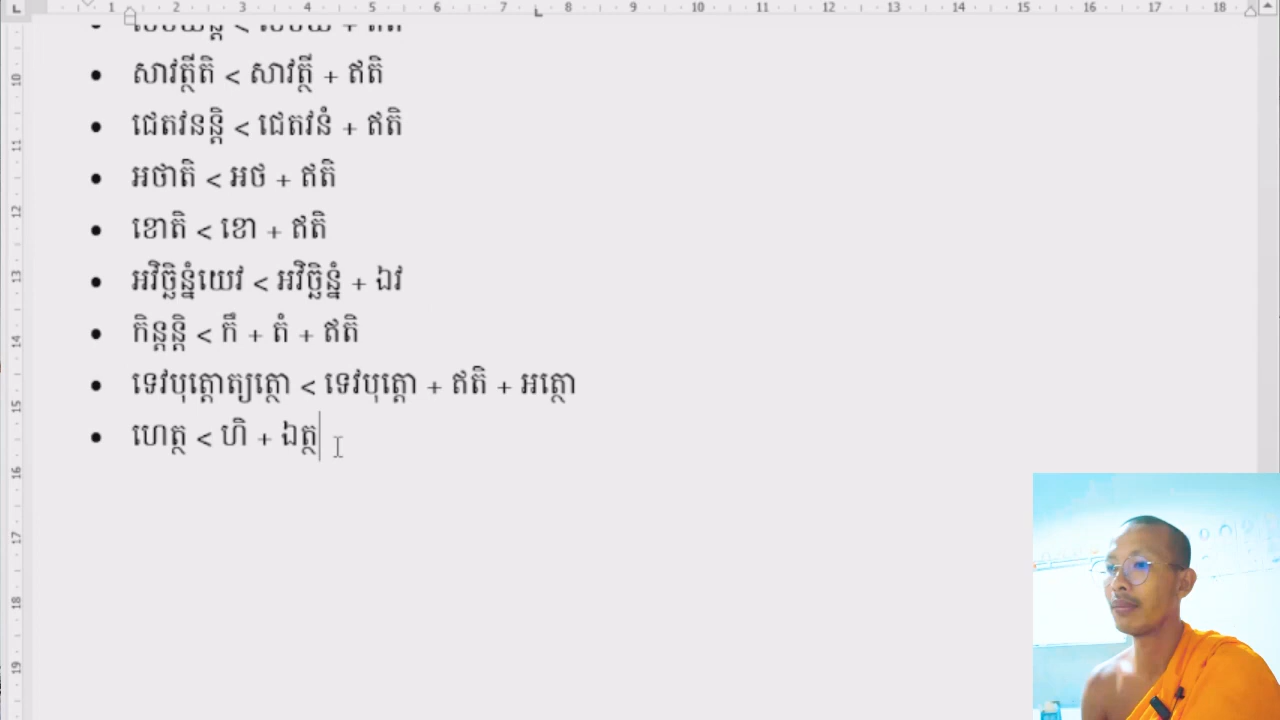 • សាវត្ថីតិ < សាវត្ថី + ឥតិ
• ជេតវនន្តិ < ជេតវនំ + ឥតិ
• អថាតិ < អថ + ឥតិ
• ខោតិ < ខោ + ឥតិ
• អវិច្ឆិន្នំយេវ < អវិច្ឆិន្នំ + ឯវ
• កិន្តន្តិ < កឹ + តំ + ឥតិ
• ទេវបុត្តោត្យត្ថោ < ទេវបុត្តោ + ឥតិ + អត្ថោ
• ហេត្ថ < ហិ + ឯត្ថ